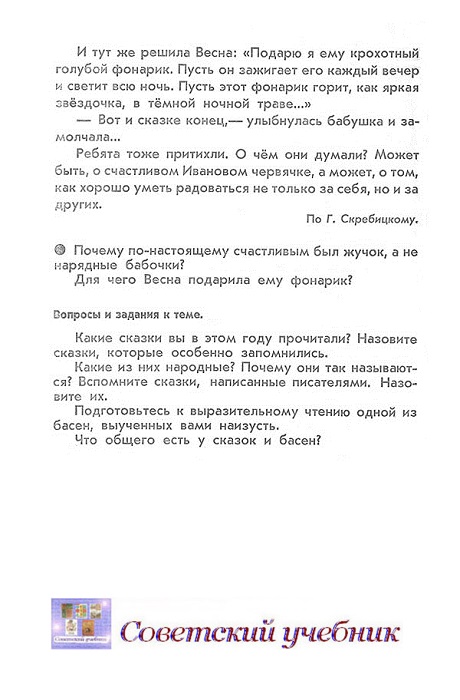 И тут же решила Весна: «Подарю я ему крохотный
голубой фонарик. Пусть он зажигает его каждый вечер
и светит всю ночь. Пусть этот фонарик горит, как яркая
звёздочка, в тёмной ночной траве...»
— Вот и сказке конец,— улыбнулась бабушка и за-
молчала...
Ребята тоже притихли. О чём они думали? Может
быть, о счастливом Ивановом червячке, а может, о том,
как хорошо уметь радоваться не только за себя, но и за
других.
По Г. Скребицкому.
Почему по-настоящему счастливым был жучок, а не
нарядные бабочки?
Для чего Весна подарила ему фонарик?
Вопросы и задания к теме.
Какие сказки вы в этом году прочитали? Назовите
сказки, которые особенно запомнились.
Какие из них народные? Почему они так называют-
ся? Вспомните сказки, написанные писателями. Назо-
вите их.
Подготовьтесь к выразительному чтению одной из
басен, выученных вами наизусть.
Что общего есть у сказок и басен?
Советский учебник